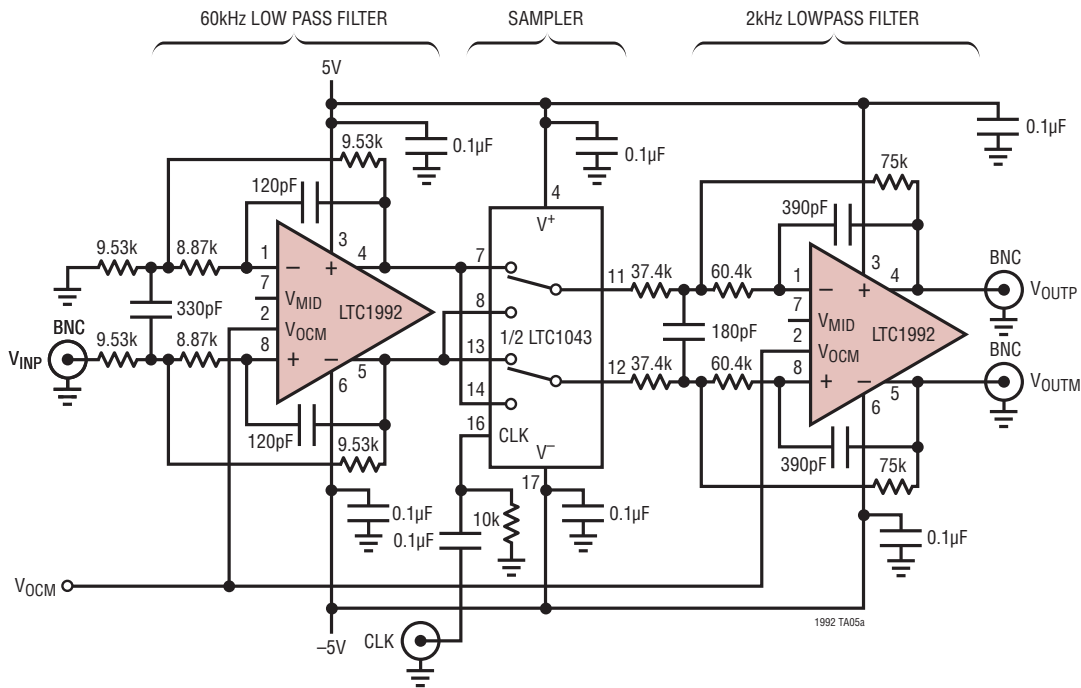 60kHz LOW PASS FILTER
SAMPLER
2kHz LOWPASS FILTER
5V
9.53k
0.1µF
0.1µF
0.1µF
75k
120pF
4
390pF
V+
9.53k
8.87k
1
3
4
7
11
37.4k
60.4k
1
3
4
BNC
VOUTP
7
VMID
2
VOCM
8
LTC1992
330pF
8
1/2 LTC1043
180pF
7
VMID
2
VOCM
8
LTC1992
BNC
VINP
9.53k
8.87k
+
–
+
–
5
6
13
12
37.4k
60.4k
+
–
+
–
5
6
BNC
VOUTM
14
16
CLK
V–
120pF
9.53k
390pF
75k
17
0.1µF
0.1µF
10k
0.1µF
0.1µF
VOCM
–5V
CLK
1992 TA05a